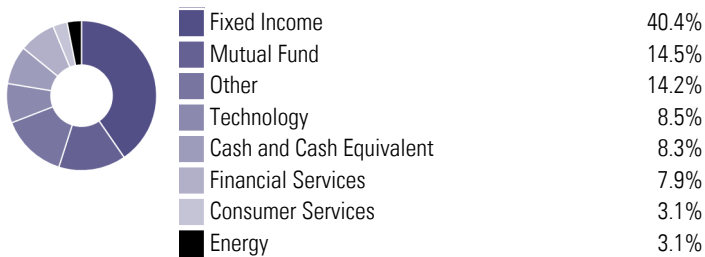 Fixed Income 40.4%
Mutual Fund 14.5%
Other 14.2%
Technology 8.5%
Cash and Cash Equivalent 8.3%
Financial Services 7.9%
Consumer Services 3.1%
Energy 3.1%